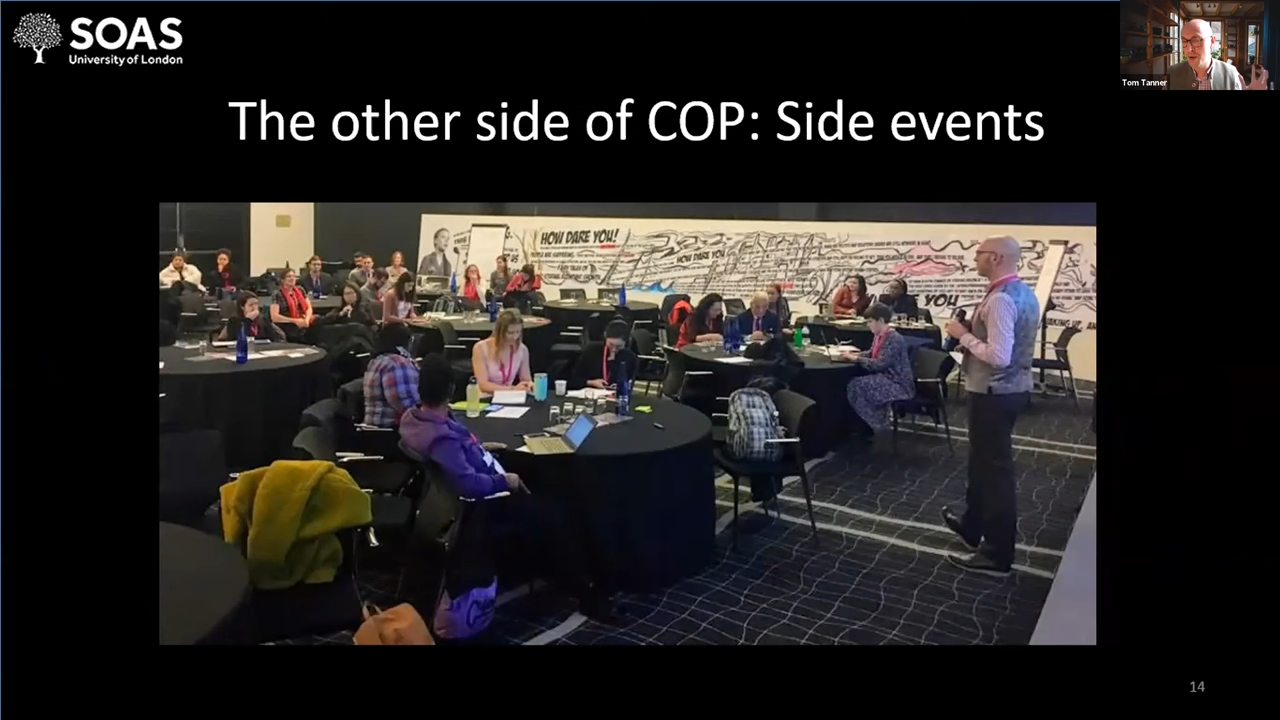 SOAS
University of London
Tom Tanner
The other side of COP: Side events
HOW DARE YOU!
HOW DARE YOU
YOU
14